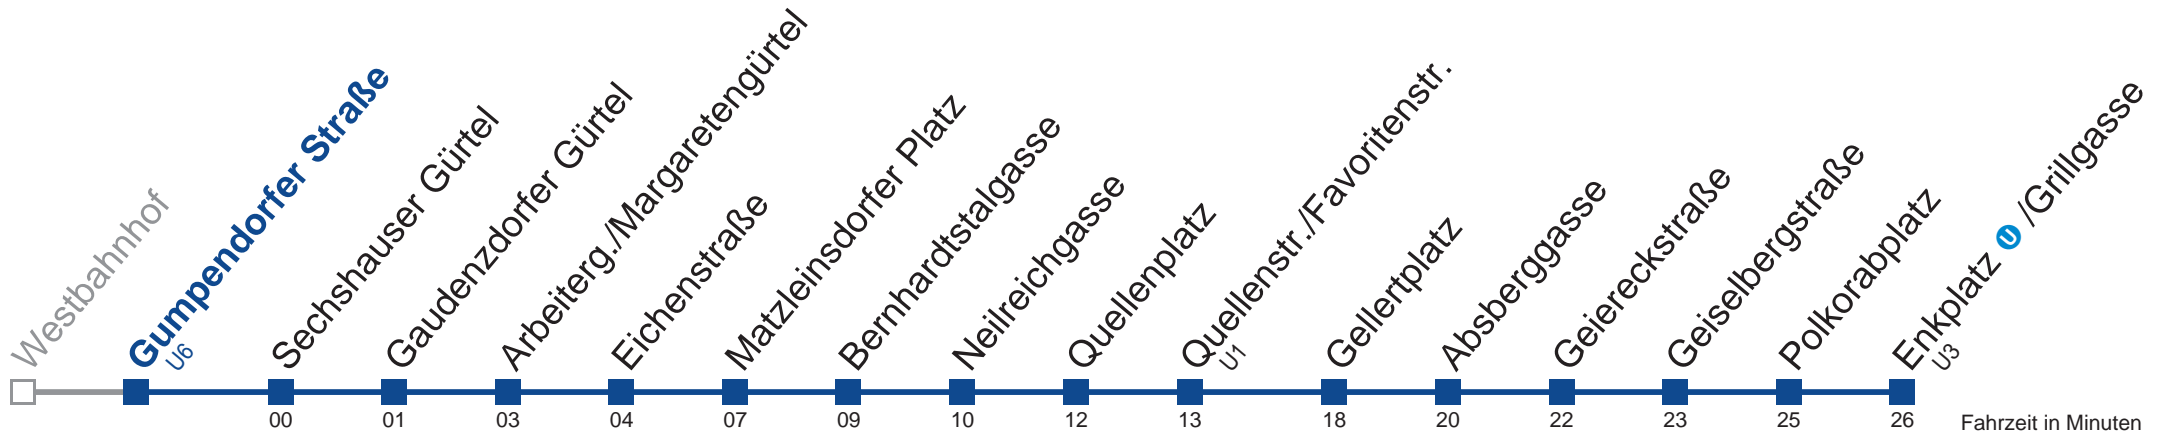 Westbahnhof
Gumpendorfer Straße
U6
Sechshauser Gürtel
Gaudenzdorfer Gürtel
Arbeiterg./Margaretengürtel
Eichenstraße
Matzleinsdorfer Platz
Bernhardtstalgasse
Neilreichgasse
Quellenplatz
Quellenstr./Favoritenstr.
U1
Gellertplatz
Absberggasse
Geiereckstraße
Geiselbergstraße
Polkorabplatz
Enkplatz U /Grillgasse
U3
00 01 03 04 07 09 10 12 13 18 20 22 23 25 26 Fahrzeit in Minuten